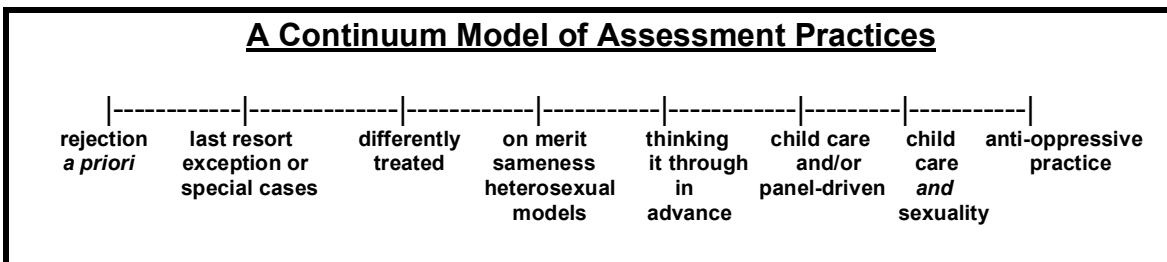 A Continuum Model of Assessment Practices
|------------|--------------|------------|-----------|------------|---------|-----------|
rejection last resort differently on merit thinking child care child anti-oppressive
a priori exception or treated sameness it through and/or care practice
special cases heterosexual in panel-driven and
models advance sexuality